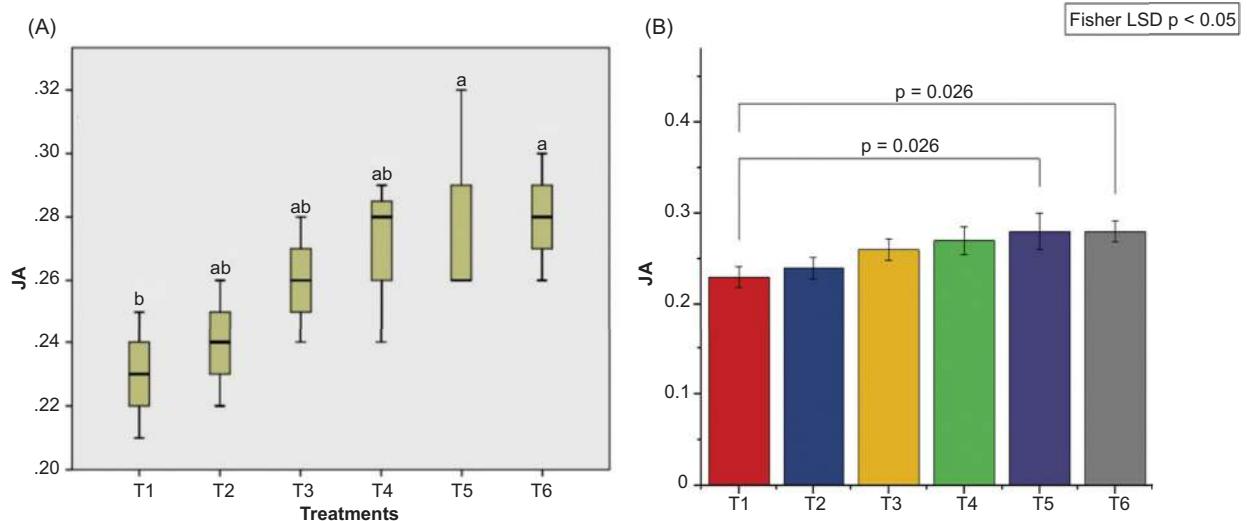 (A)
.32
.30
.28
.26
.24
.22
.20
JA
b
ab
ab
ab
a
a
T1 T2 T3 T4 T5 T6
Treatments
(B)
Fisher LSD p < 0.05
p = 0.026
p = 0.026
0.4
0.3
0.2
0.1
0
JA
T1 T2 T3 T4 T5 T6